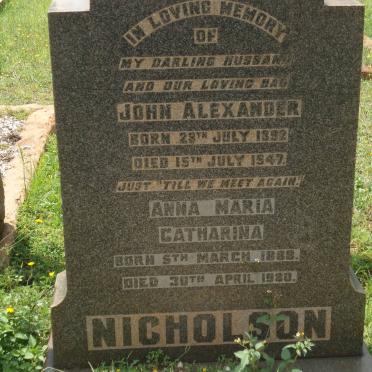 IN LOVING MEMORY
OF
MY DARLING HUSBAND
AND OUR LOVING DAD
JOHN ALEXANDER
BORN 29TH JULY 1892
DIED 15TH JULY 1947.
JUST 'TILL WE MEET AGAIN.
ANNA MARIA
CATHARINA
BORN 5TH MARCH 1889.
DIED 30TH APRIL 1980.
NICHOLSON